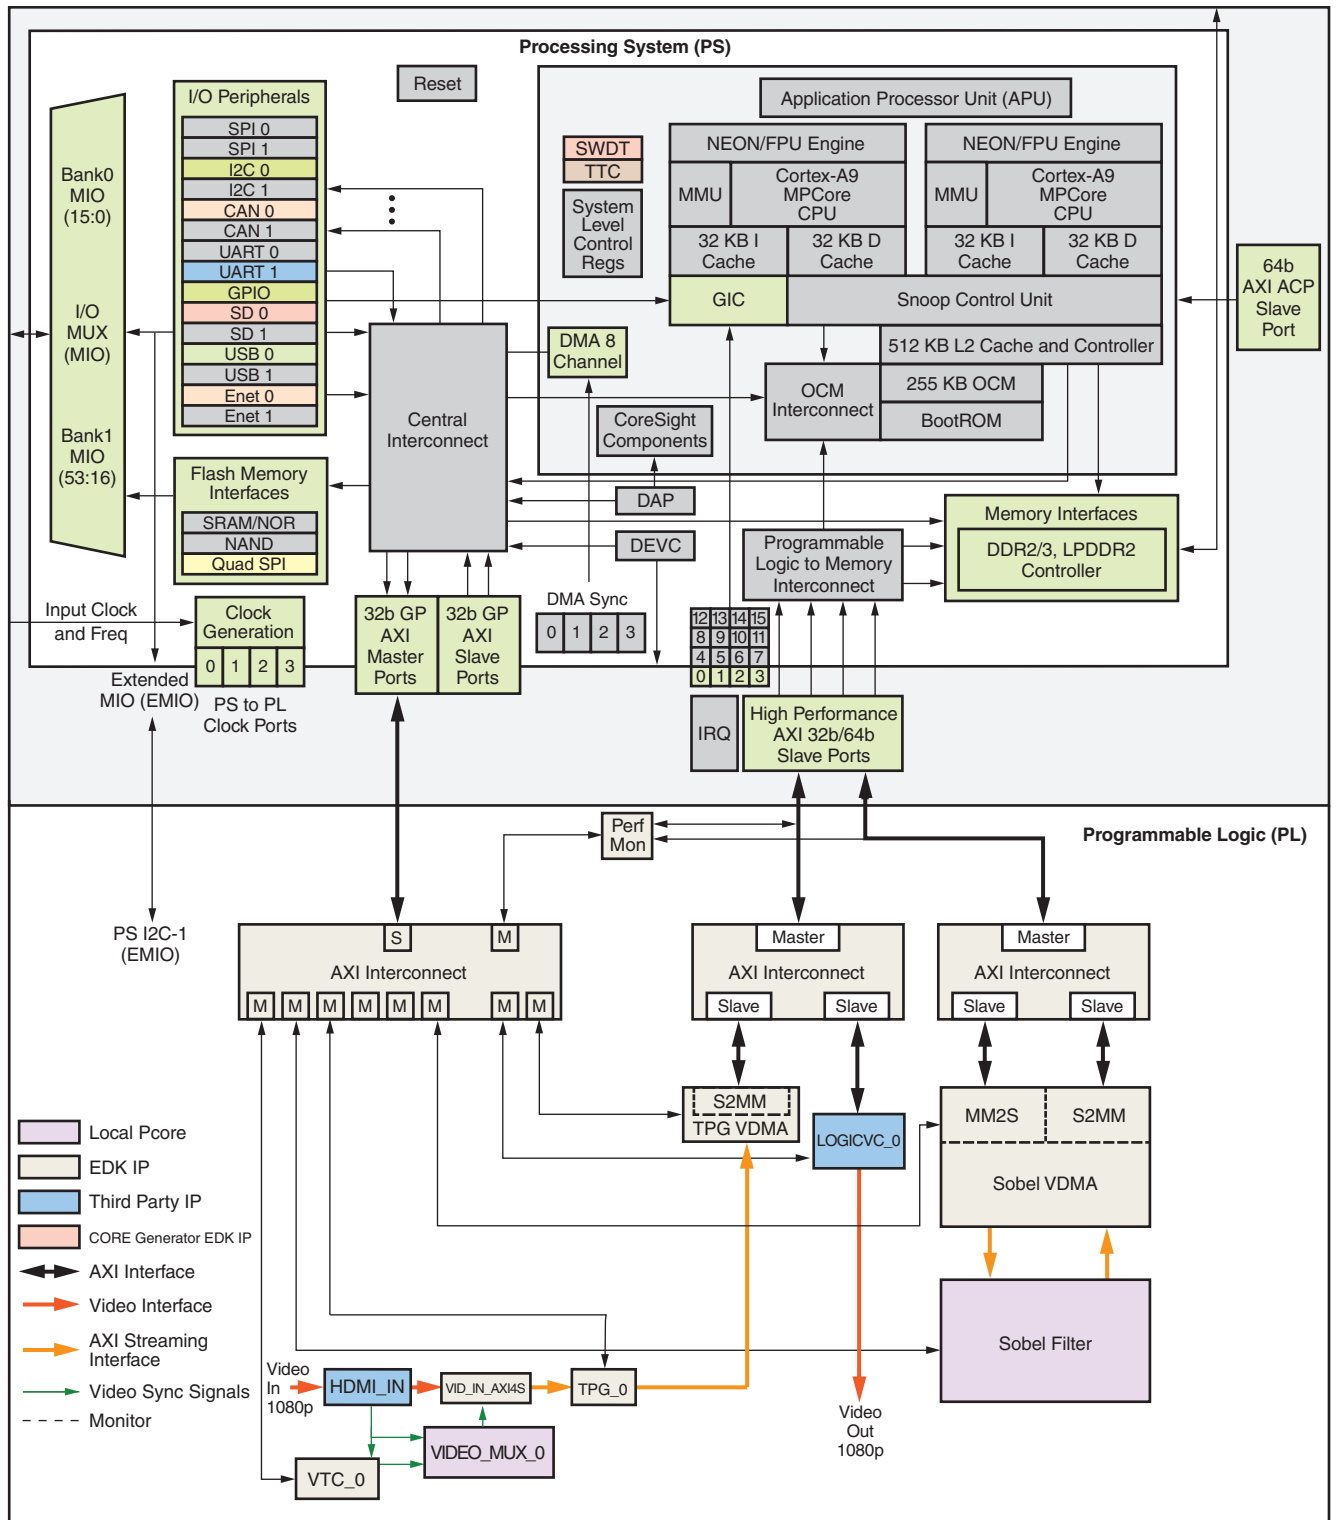 Processing System (PS)
Reset
I/O Peripherals
SPI 0
SPI 1
I2C 0
I2C 1
CAN 0
CAN 1
UART 0
UART 1
GPIO
SD 0
SD 1
USB 0
USB 1
Enet 0
Enet 1
Bank0
MIO
(15:0)
I/O
MUX
(MIO)
Bank1
MIO
(53:16)
Flash Memory
Interfaces
SRAM/NOR
NAND
Quad SPI
Input Clock
and Freq
Clock
Generation
0 1 2 3
Extended
MIO (EMIO)
PS to PL
Clock Ports
Central
Interconnect
32b GP
AXI
Master
Ports
32b GP
AXI
Slave
Ports
Application Processor Unit (APU)
SWDT
TTC
System
Level
Control
Regs
NEON/FPU Engine
MMU
Cortex-A9
MPCore
CPU
32 KB I
Cache
32 KB D
Cache
NEON/FPU Engine
MMU
Cortex-A9
MPCore
CPU
32 KB I
Cache
32 KB D
Cache
GIC
Snoop Control Unit
DMA 8
Channel
512 KB L2 Cache and Controller
OCM
Interconnect
255 KB OCM
BootROM
CoreSight
Components
DAP
DEVC
DMA Sync
0 1 2 3
64b
AXI ACP
Slave
Port
Memory Interfaces
DDR2/3, LPDDR2
Controller
Programmable
Logic to Memory
Interconnect
12 13 14 15
8 9 10 11
4 5 6 7
0 1 2 3
IRQ
High Performance
AXI 32b/64b
Slave Ports
Programmable Logic (PL)
Perf
Mon
PS I2C-1
(EMIO)
S
M
AXI Interconnect
M M M M M M M M
Master
AXI Interconnect
Slave
Slave
Master
AXI Interconnect
Slave
Slave
S2MM
TPG VDMA
LOGICVC_0
MM2S
S2MM
Sobel VDMA
Sobel Filter
Local Pcore
EDK IP
Third Party IP
CORE Generator EDK IP
AXI Interface
Video Interface
AXI Streaming
Interface
Video Sync Signals
Monitor
Video
In
1080p
HDMI_IN
VID_IN_AXI4S
TPG_0
VIDEO_MUX_0
VTC_0
Video
Out
1080p